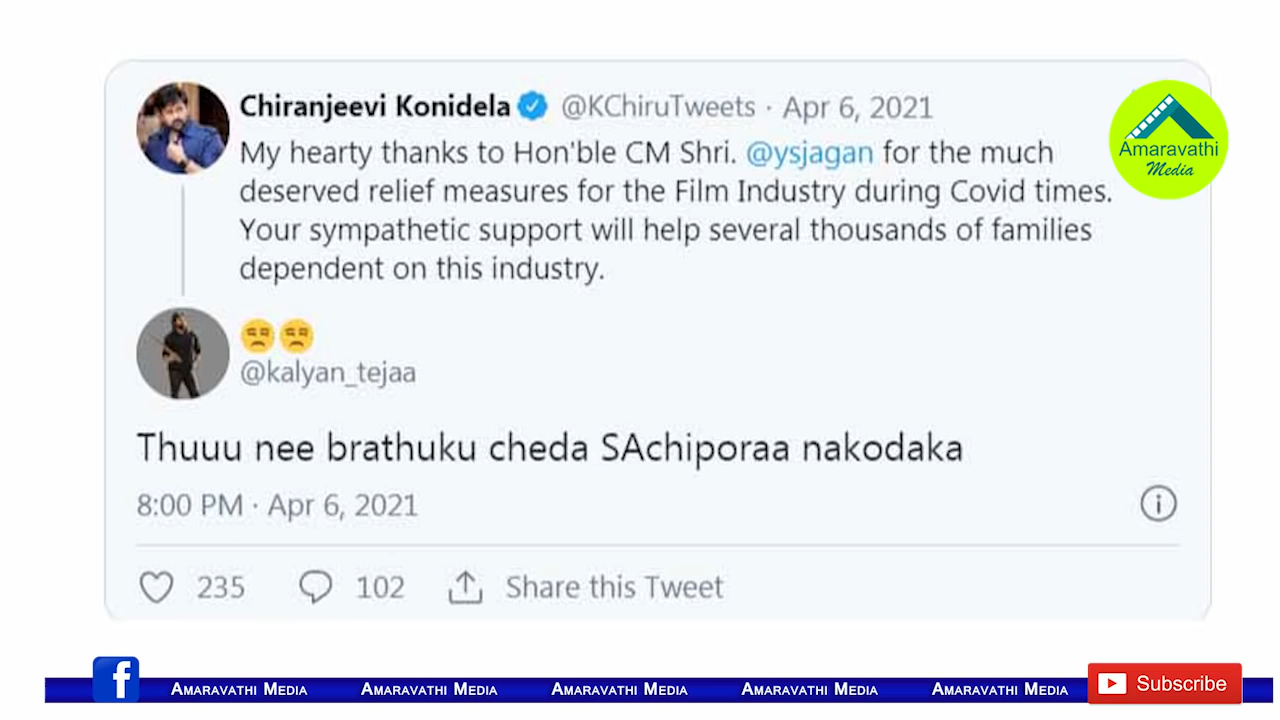 Chiranjeevi Konidela @KChiruTweets · Apr 6, 2021
My hearty thanks to Hon'ble CM Shri. @ysjagan for the much
deserved relief measures for the Film Industry during Covid times.
Your sympathetic support will help several thousands of families
dependent on this industry.
Amaravathi
Media
😒😒
@kalyan_tejaa
Thuuu nee brathuku cheda SAchiporaa nakodaka
8:00 PM · Apr 6, 2021
235 102 Share this Tweet
f Amaravathi Media Amaravathi Media Amaravathi Media Amaravathi Media Amaravathi Media Subscribe